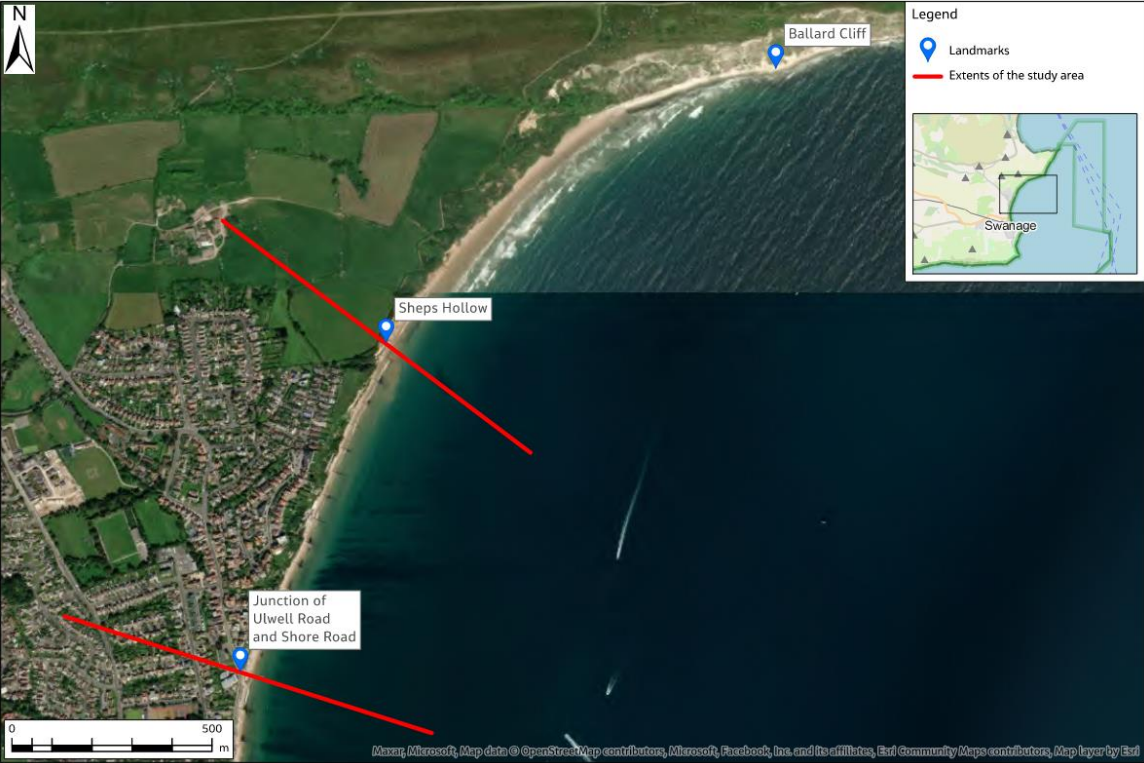 N
Ballard Cliff
Legend
Landmarks
Extents of the study area
Swanage
Sheps Hollow
Junction of
Ulwell Road
and Shore Road
0 500
m
Maxar, Microsoft, Map data © OpenStreetMap contributors, Microsoft, Facebook, Inc. and its affiliates, Esri Community Maps contributors, Map layer by Esri